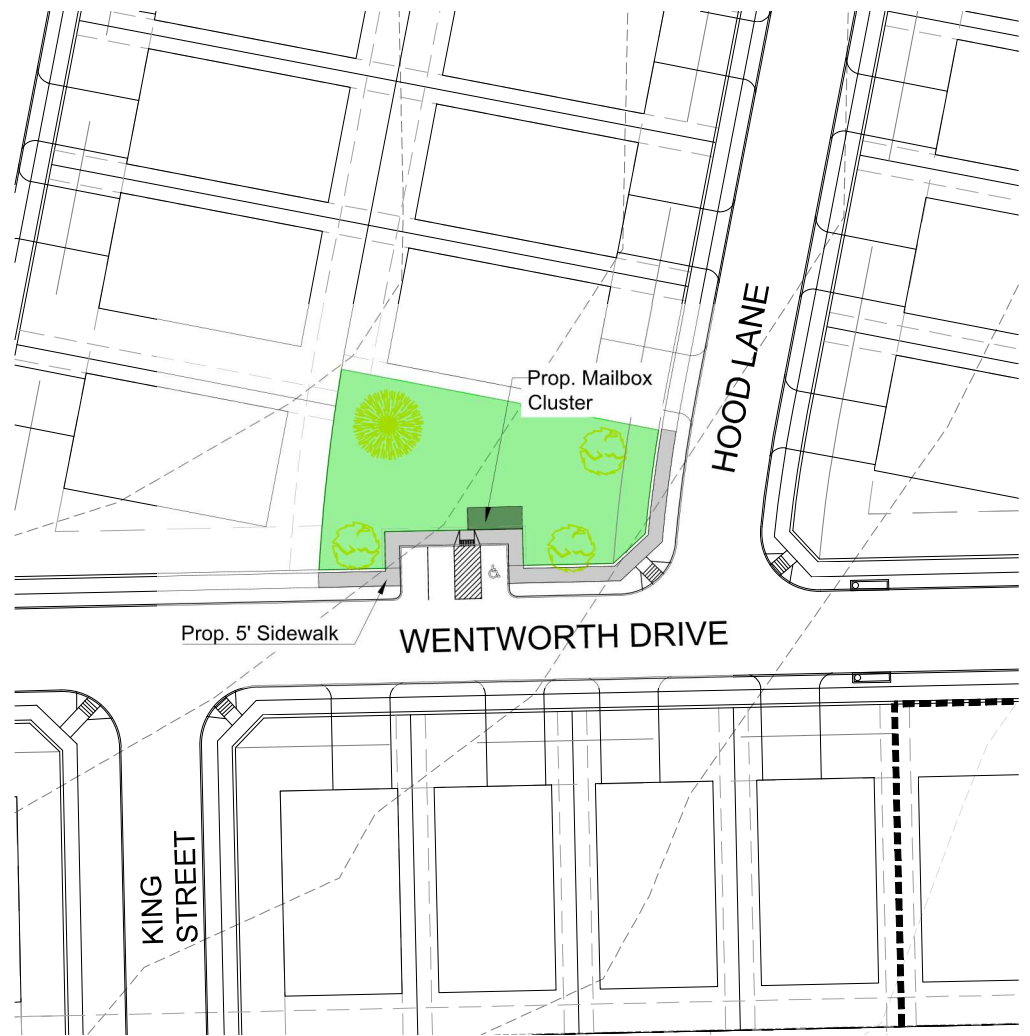 Prop. Mailbox
Cluster
HOOD LANE
Prop. 5' Sidewalk
WENTWORTH DRIVE
KING
STREET